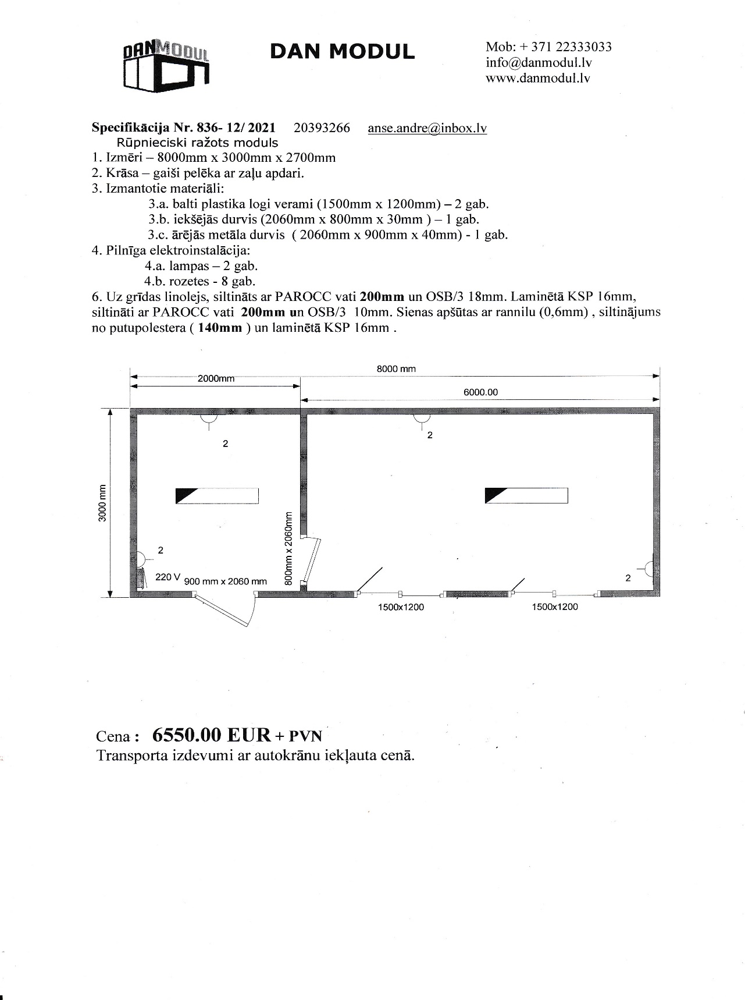 DANMODUL
DAN MODUL
Mob: + 371 22333033
info@danmodul.lv
www.danmodul.lv
Specifikācija Nr. 836- 12/ 2021 20393266 anse.andre@inbox.lv
Rūpnieciski ražots moduls
1. Izmēri – 8000mm x 3000mm x 2700mm
2. Krāsa – gaiši pelēka ar zaļu apdari.
3. Izmantotie materiāli:
3.a. balti plastika logi verami (1500mm x 1200mm) – 2 gab.
3.b. iekšējās durvis (2060mm x 800mm x 30mm ) – 1 gab.
3.c. ārējās metāla durvis ( 2060mm x 900mm x 40mm) - 1 gab.
4. Pilnīga elektroinstalācija:
4.a. lampas – 2 gab.
4.b. rozetes - 8 gab.
6. Uz grīdas linolejs, siltināts ar PAROCC vati 200mm un OSB/3 18mm. Laminētā KSP 16mm,
siltināti ar PAROCC vati 200mm un OSB/3 10mm. Sienas apšūtas ar rannilu (0,6mm) , siltinājums
no putupolestera ( 140mm ) un laminētā KSP 16mm .
8000 mm
2000mm
6000.00
2
2
3000 mm
800mm x 2060mm
2
220 V
900 mm x 2060 mm
2
1500x1200
1500x1200
Cena : 6550.00 EUR + PVN
Transporta izdevumi ar autokrānu iekļauta cenā.